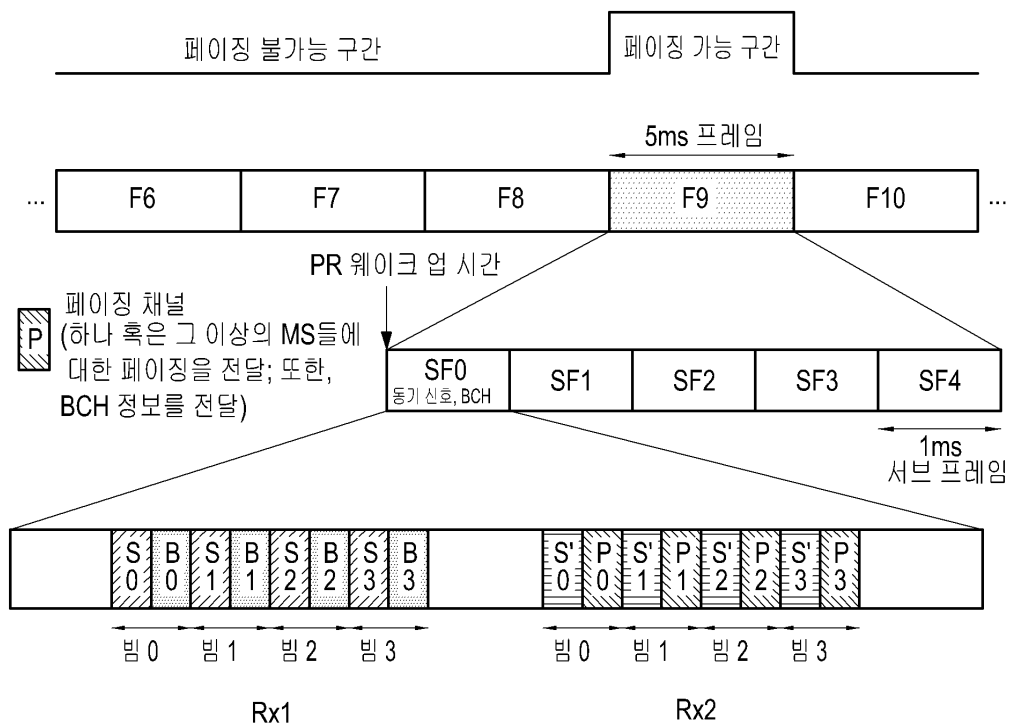 페이징 불가능 구간
페이징 가능 구간
5ms 프레임
... F6 F7 F8 F9 F10 ...
PR 웨이크 업 시간
P
페이징 채널
(하나 혹은 그 이상의 MS들에
대한 페이징을 전달; 또한,
BCH 정보를 전달)
SF0 SF1 SF2 SF3 SF4
동기 신호, BCH
1ms
서브 프레임
S0 B0 S1 B1 S2 B2 S3 B3 S'0 P0 S'1 P1 S'2 P2 S'3 P3
빔 0 빔 1 빔 2 빔 3 빔 0 빔 1 빔 2 빔 3
Rx1 Rx2